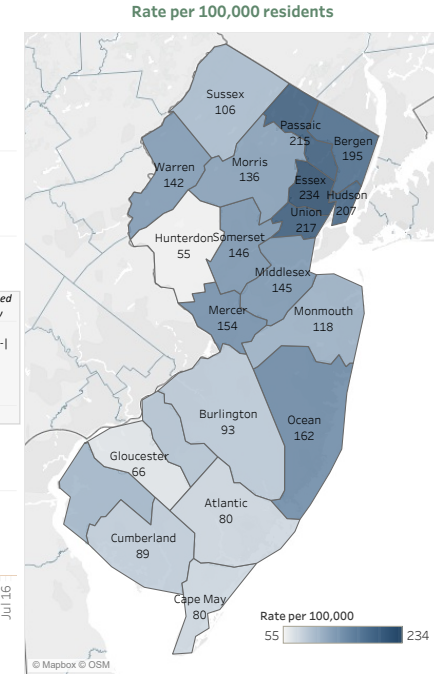 Rate per 100,000 residents
Sussex
106
Passaic
215
Bergen
195
Warren
142
Morris
136
Essex
234
Hudson
207
Union
217
Hunterdon
55
Somerset
146
Middlesex
145
Mercer
154
Monmouth
118
ed
Burlington
93
Ocean
162
Gloucester
66
Atlantic
80
Cumberland
89
Cape May
80
Jul 16
Rate per 100,000
55
234
© Mapbox © OSM